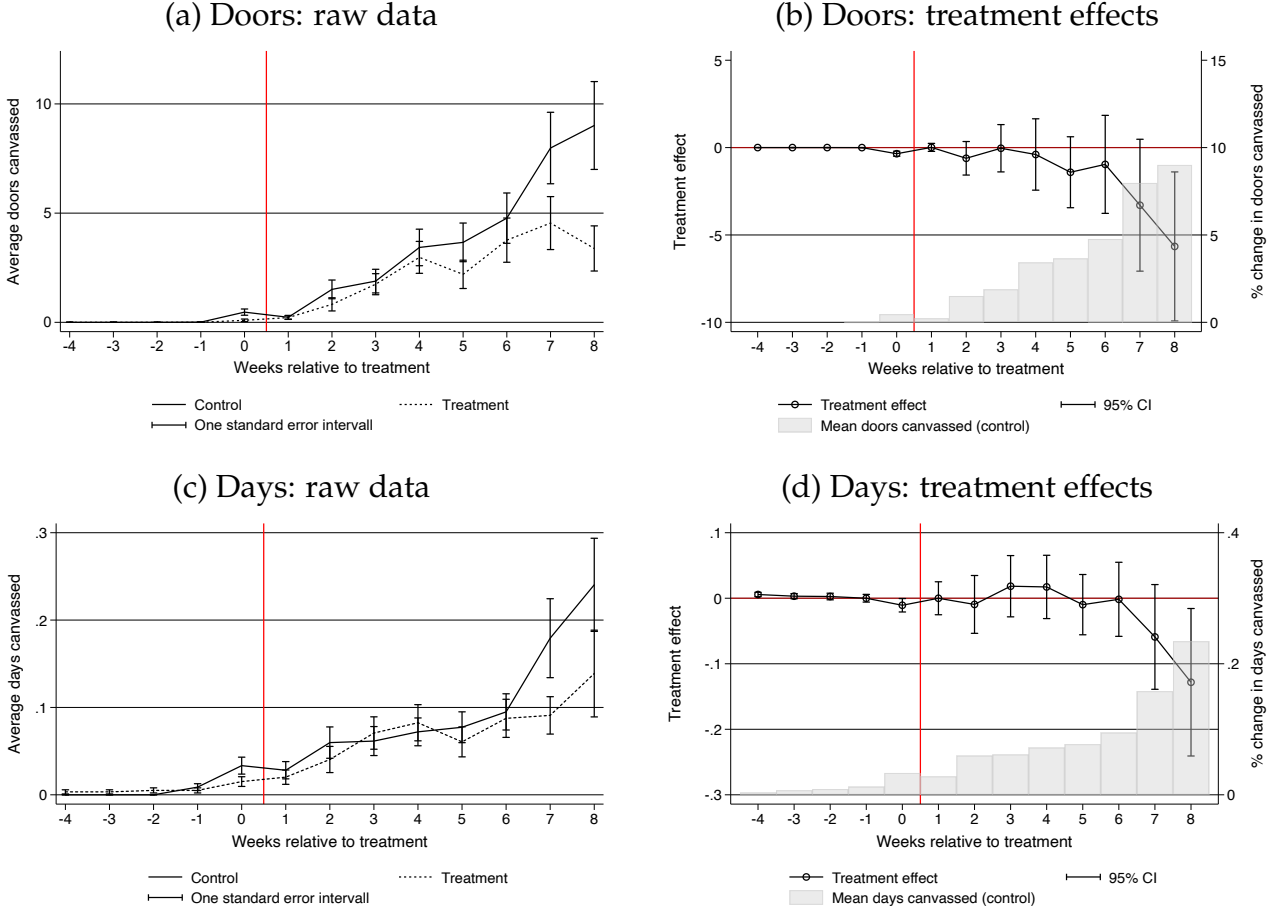 (a) Doors: raw data
10
5
0
Average doors canvassed
-4 -3 -2 -1 0 1 2 3 4 5 6 7 8
Weeks relative to treatment
Control
Treatment
One standard error intervall
(b) Doors: treatment effects
5
0
-5
-10
Treatment effect
15
10
5
0
% change in doors canvassed
-4 -3 -2 -1 0 1 2 3 4 5 6 7 8
Weeks relative to treatment
Treatment effect
95% CI
Mean doors canvassed (control)
(c) Days: raw data
.3
.2
.1
0
Average days canvassed
-4 -3 -2 -1 0 1 2 3 4 5 6 7 8
Weeks relative to treatment
Control
Treatment
One standard error intervall
(d) Days: treatment effects
.1
0
-.1
-.2
-.3
Treatment effect
.4
.2
0
% change in days canvassed
-4 -3 -2 -1 0 1 2 3 4 5 6 7 8
Weeks relative to treatment
Treatment effect
95% CI
Mean days canvassed (control)